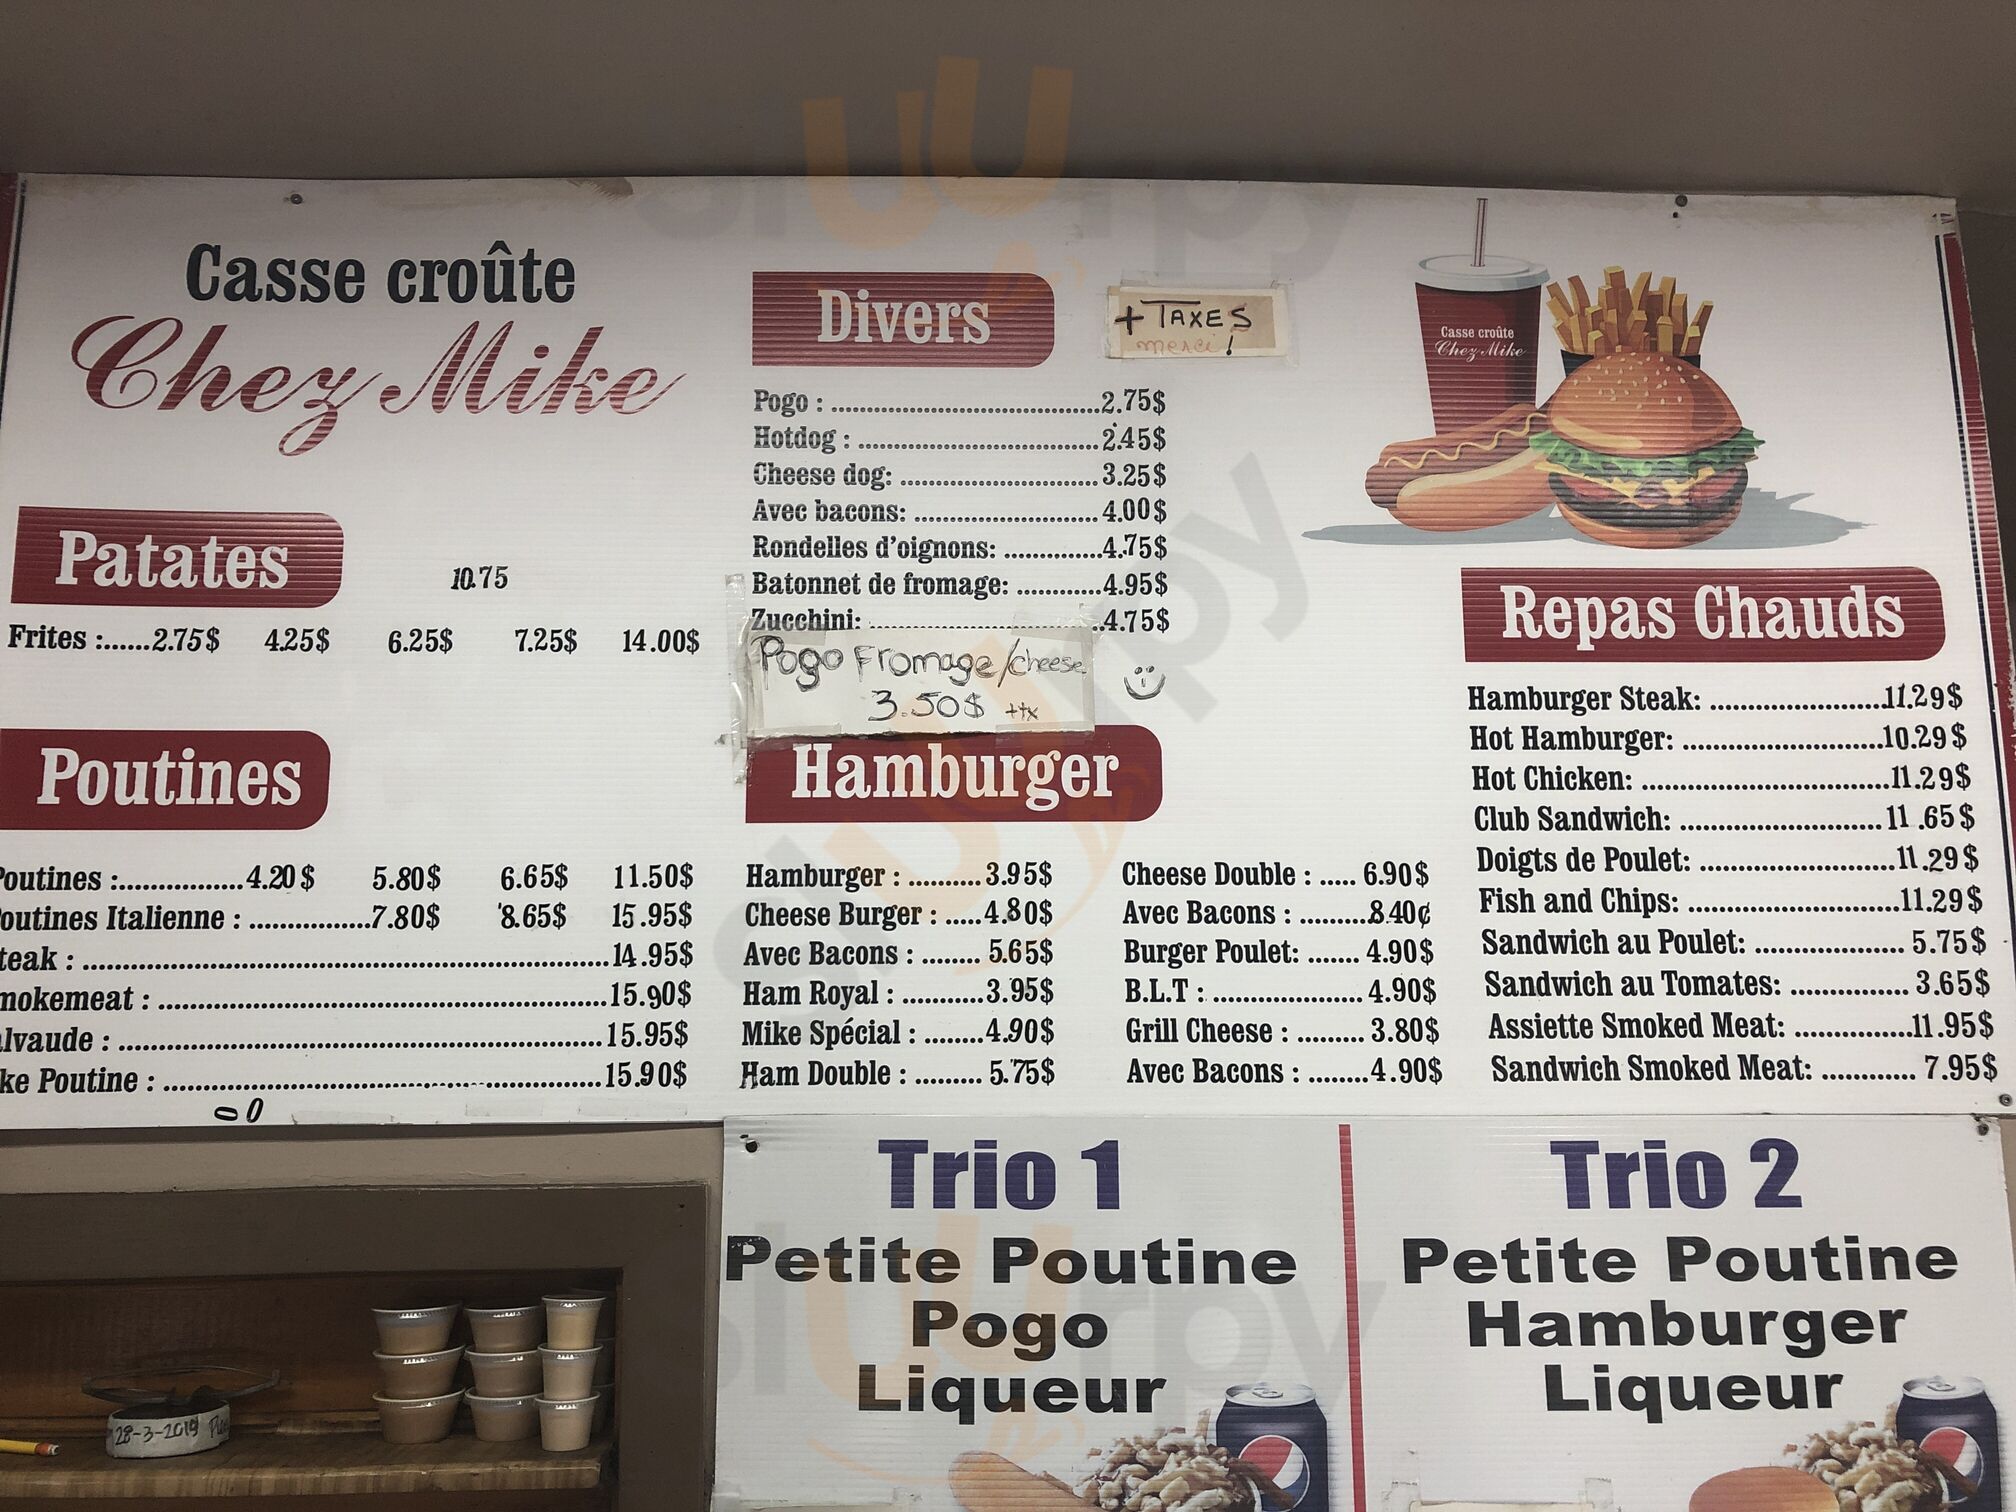 Casse croûte
Chez Mike
Patates
10.75
Frites :......2.75$ 4.25$ 6.25$ 7.25$ 14.00$
Poutines
outines :................4.20$ 5.80$ 6.65$ 11.50$
outines Italienne : ...............7.80$ 8.65$ 15.95$
teak : ..................................................................14.95$
mokemeat : ........................................................15.90$
lvaude : .............................................................15.95$
ke Poutine : .......................................................15.90$
0 0
Divers
+ TAXES
merci!
Pogo : .....................................2.75$
Hotdog : .................................2.45$
Cheese dog: ...........................3.25$
Avec bacons: .........................4.00$
Rondelles d'oignons: .............4.75$
Batonnet de fromage: ...........4.95$
Zucchini: ...............................4.75$
Pogo Fromage/cheese
3.50$ +tx
Hamburger
Hamburger : ..........3.95$
Cheese Burger : .....4.80$
Avec Bacons : ........5.65$
Ham Royal : ...........3.95$
Mike Spécial : ........4.90$
Ham Double : .........5.75$
Cheese Double : .....6.90$
Avec Bacons : .........8.40¢
Burger Poulet: .......4.90$
B.L.T : ....................4.90$
Grill Cheese : .........3.80$
Avec Bacons : ........4.90$
Casse croûte
Chez Mike
Repas Chauds
Hamburger Steak: .......................11.29$
Hot Hamburger: ..........................10.29$
Hot Chicken: ................................11.29$
Club Sandwich: ...........................11.65$
Doigts de Poulet: .........................11.29$
Fish and Chips: ...........................11.29$
Sandwich au Poulet: ...................5.75$
Sandwich au Tomates: ...............3.65$
Assiette Smoked Meat: ...............11.95$
Sandwich Smoked Meat: ............7.95$
Trio 1
Petite Poutine
Pogo
Liqueur
Trio 2
Petite Poutine
Hamburger
Liqueur
28-3-2019
slurpy
slurpy
slurpy